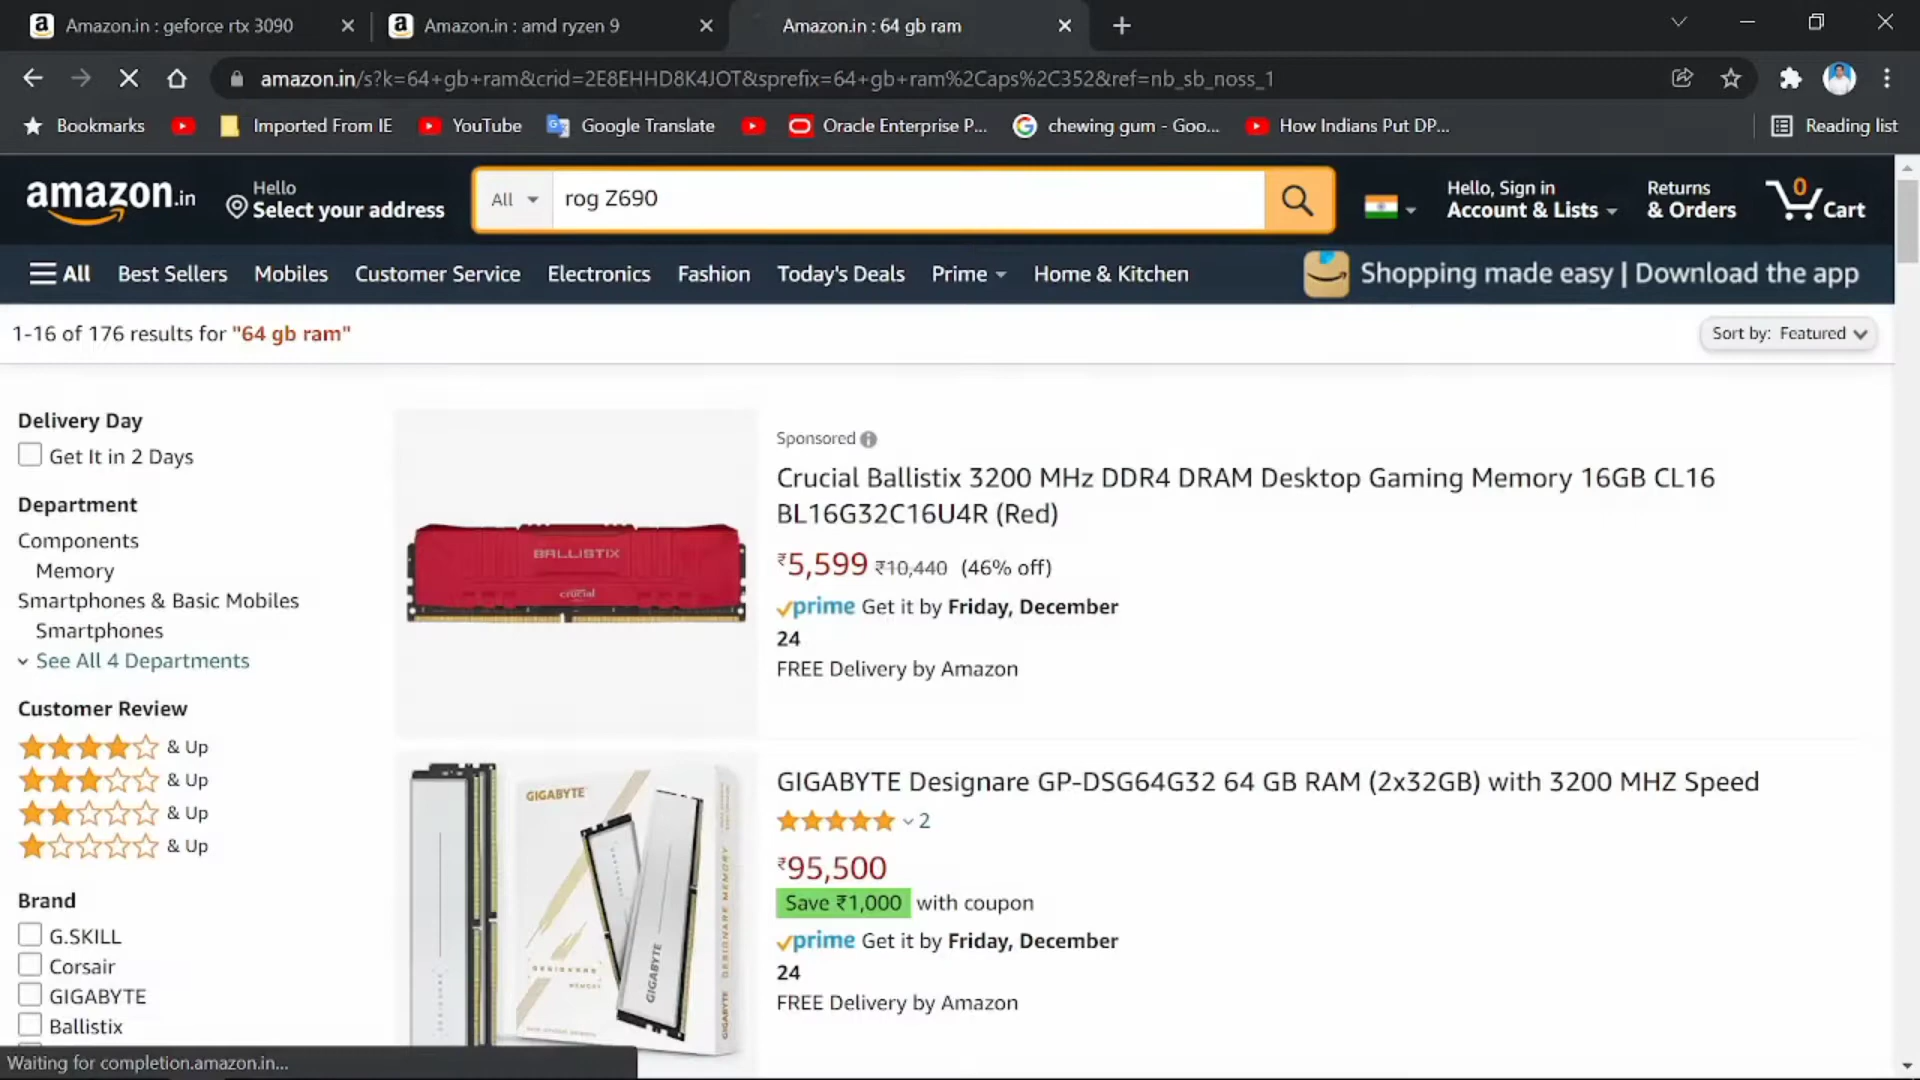 Amazon.in : geforce rtx 3090
Amazon.in : amd ryzen 9
Amazon.in : 64 gb ram
amazon.in/s?k=64+gb+ram&crid=2E8EHHD8K4JOT&sprefix=64+gb+ram%2Caps%2C352&ref=nb_sb_noss_1
Bookmarks
Imported From IE
YouTube
Google Translate
Oracle Enterprise P...
chewing gum - Goo...
How Indians Put DP...
Reading list
amazon.in
Hello
Select your address
All
rog Z690
Hello, Sign in
Account & Lists
Returns
& Orders
0
Cart
All
Best Sellers
Mobiles
Customer Service
Electronics
Fashion
Today's Deals
Prime
Home & Kitchen
Shopping made easy | Download the app
1-16 of 176 results for "64 gb ram"
Sort by: Featured
Delivery Day
Get It in 2 Days
Department
Components
Memory
Smartphones & Basic Mobiles
Smartphones
See All 4 Departments
Customer Review
& Up
& Up
& Up
& Up
Brand
G.SKILL
Corsair
GIGABYTE
Ballistix
BALLISTIX
crucial
Sponsored
Crucial Ballistix 3200 MHz DDR4 DRAM Desktop Gaming Memory 16GB CL16
BL16G32C16U4R (Red)
₹5,599 ₹10,440 (46% off)
prime Get it by Friday, December
24
FREE Delivery by Amazon
GIGABYTE
DESIGNARE
MEMORY
GIGABYTE
GIGABYTE DESIGNARE MEMORY
GIGABYTE Designare GP-DSG64G32 64 GB RAM (2x32GB) with 3200 MHZ Speed
2
₹95,500
Save ₹1,000 with coupon
prime Get it by Friday, December
24
FREE Delivery by Amazon
Waiting for completion.amazon.in...